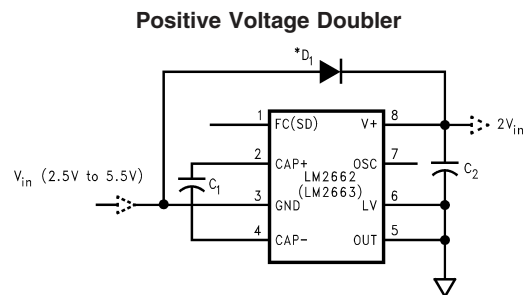 Positive Voltage Doubler
*D1
1 FC(SD) V+ 8
2Vin
2 CAP+ OSC 7
LM2662
(LM2663)
C1
C2
Vin (2.5V to 5.5V)
3 GND LV 6
4 CAP- OUT 5